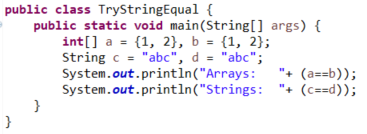 public class TryStringEqual {
    public static void main(String[] args) {
        int[] a = {1, 2}, b = {1, 2};
        String c = "abc", d = "abc";
        System.out.println("Arrays:   "+ (a==b));
        System.out.println("Strings:  "+ (c==d));
    }
}